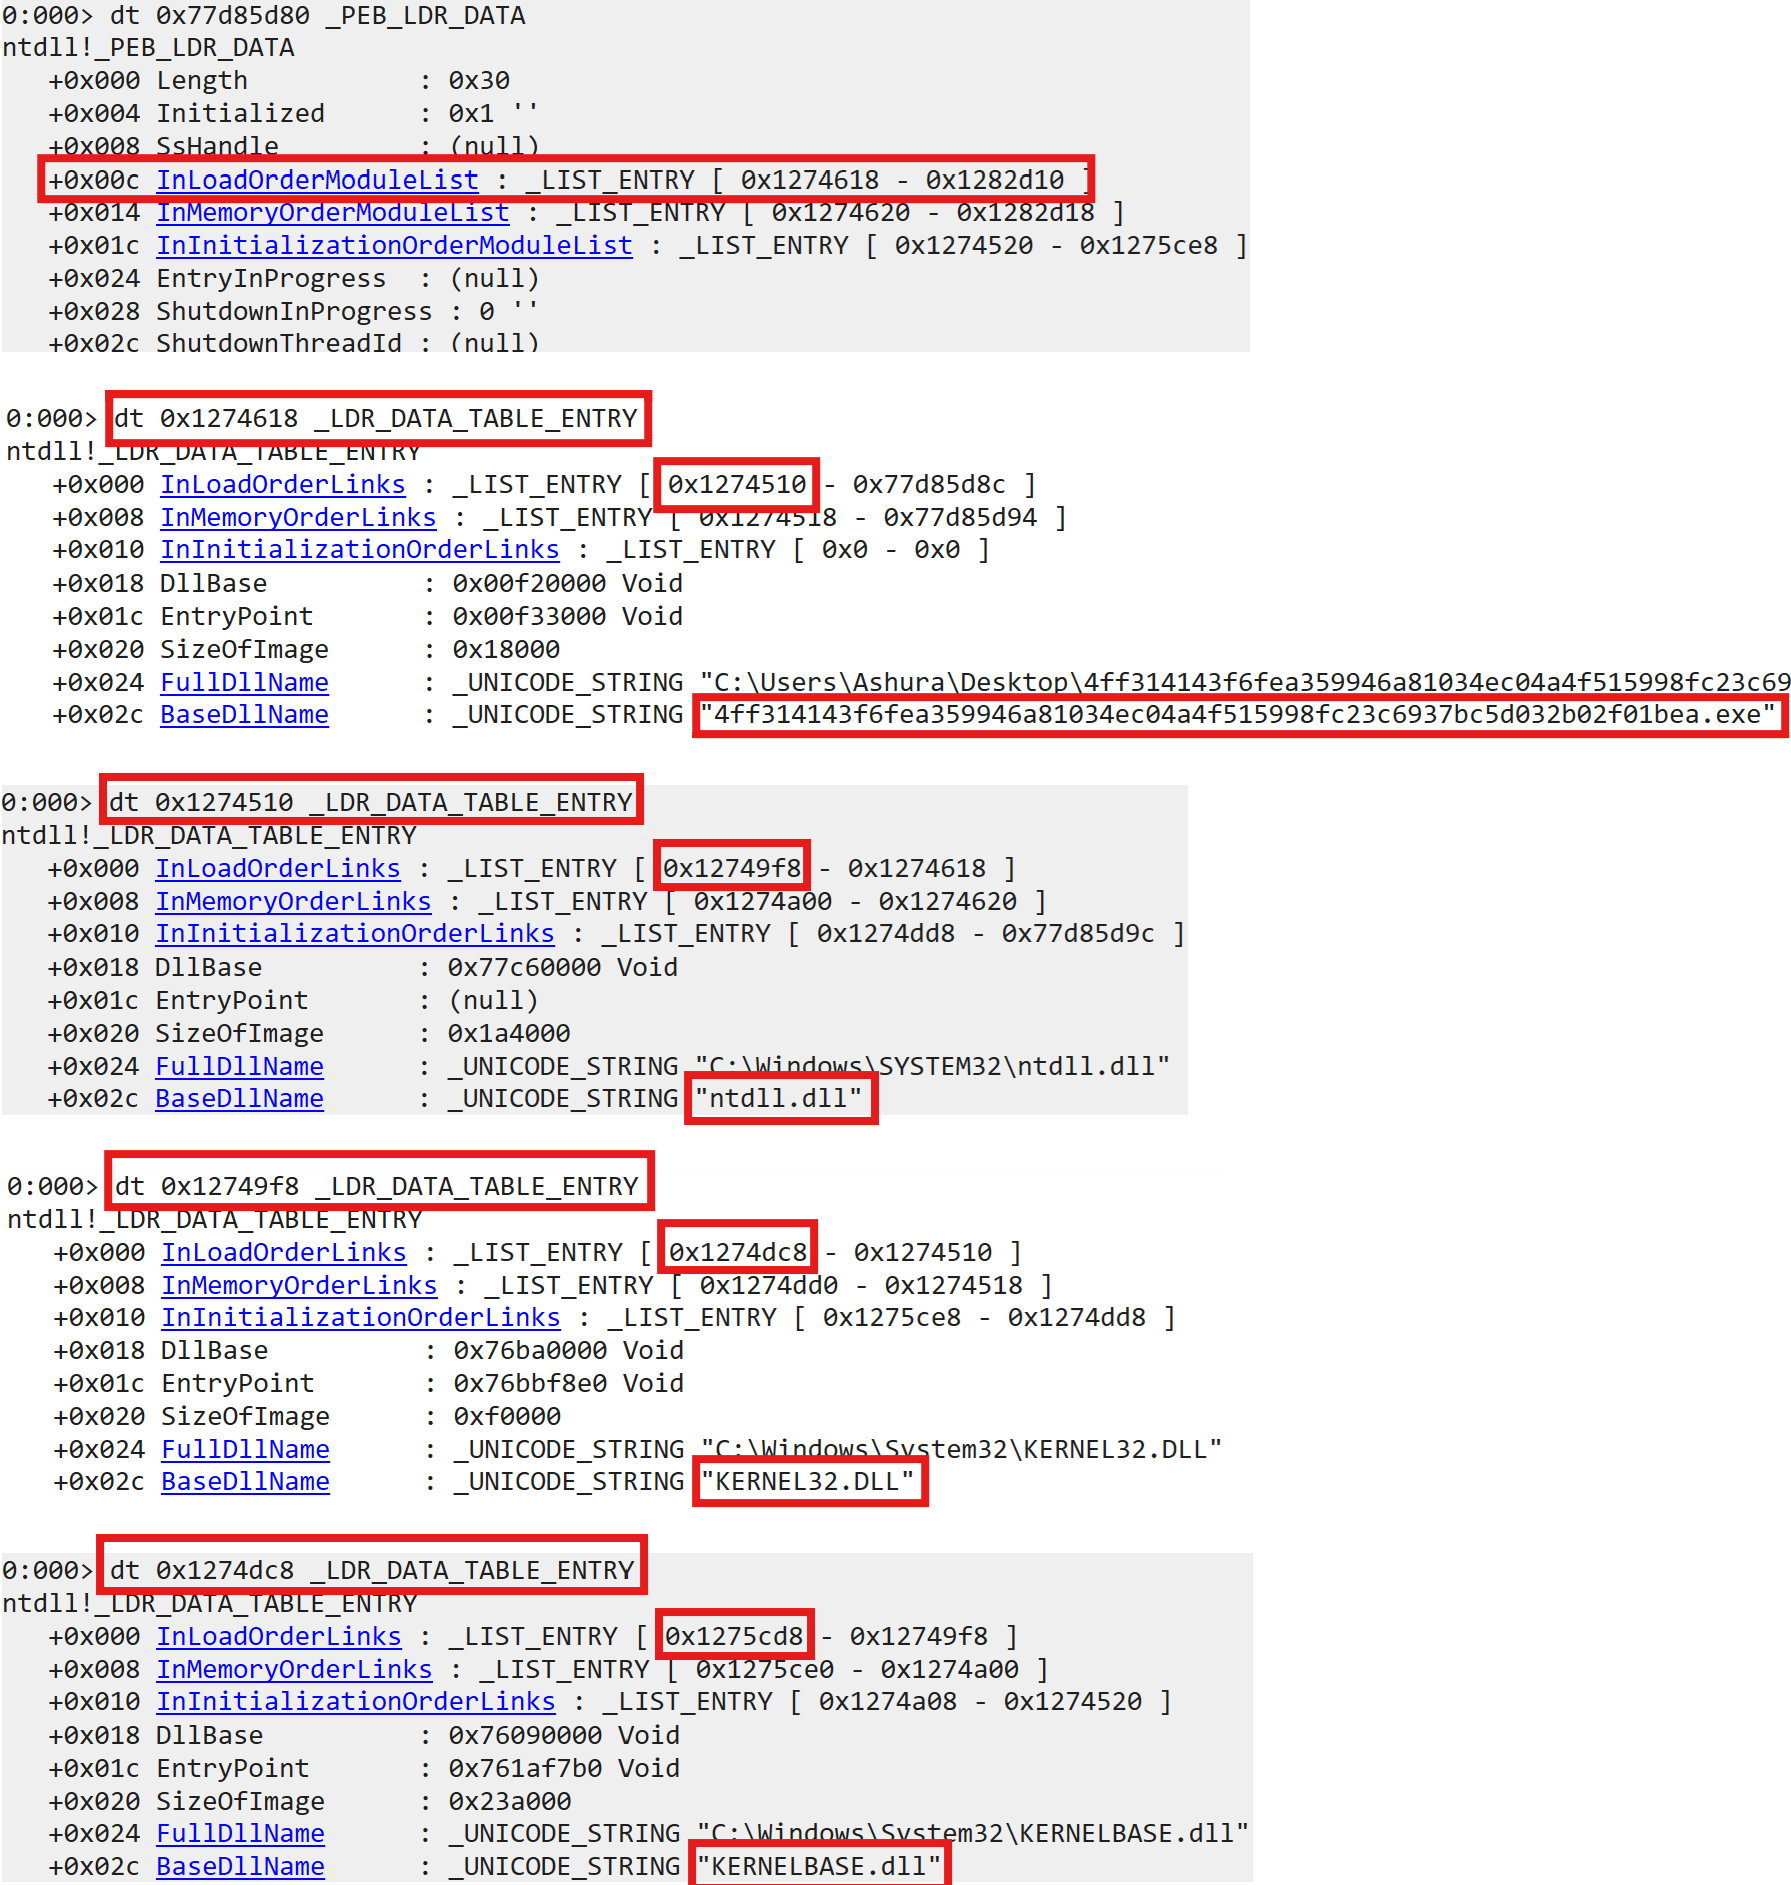 0:000> dt 0x77d85d80 _PEB_LDR_DATA
ntdll!_PEB_LDR_DATA
   +0x000 Length           : 0x30
   +0x004 Initialized      : 0x1 ''
   +0x008 SsHandle         : (null)
   +0x00c InLoadOrderModuleList : _LIST_ENTRY [ 0x1274618 - 0x1282d10 ]
   +0x014 InMemoryOrderModuleList : _LIST_ENTRY [ 0x1274620 - 0x1282d18 ]
   +0x01c InInitializationOrderModuleList : _LIST_ENTRY [ 0x1274520 - 0x1275ce8 ]
   +0x024 EntryInProgress  : (null)
   +0x028 ShutdownInProgress : 0 ''
   +0x02c ShutdownThreadId : (null)
0:000> dt 0x1274618 _LDR_DATA_TABLE_ENTRY
ntdll!_LDR_DATA_TABLE_ENTRY
   +0x000 InLoadOrderLinks : _LIST_ENTRY [ 0x1274510 - 0x77d85d8c ]
   +0x008 InMemoryOrderLinks : _LIST_ENTRY [ 0x1274518 - 0x77d85d94 ]
   +0x010 InInitializationOrderLinks : _LIST_ENTRY [ 0x0 - 0x0 ]
   +0x018 DllBase          : 0x00f20000 Void
   +0x01c EntryPoint       : 0x00f33000 Void
   +0x020 SizeOfImage      : 0x18000
   +0x024 FullDllName      : _UNICODE_STRING "C:\Users\Ashura\Desktop\4ff314143f6fea359946a81034ec04a4f515998fc23c69
   +0x02c BaseDllName      : _UNICODE_STRING "4ff314143f6fea359946a81034ec04a4f515998fc23c6937bc5d032b02f01bea.exe"
0:000> dt 0x1274510 _LDR_DATA_TABLE_ENTRY
ntdll!_LDR_DATA_TABLE_ENTRY
   +0x000 InLoadOrderLinks : _LIST_ENTRY [ 0x12749f8 - 0x1274618 ]
   +0x008 InMemoryOrderLinks : _LIST_ENTRY [ 0x1274a00 - 0x1274620 ]
   +0x010 InInitializationOrderLinks : _LIST_ENTRY [ 0x1274dd8 - 0x77d85d9c ]
   +0x018 DllBase          : 0x77c60000 Void
   +0x01c EntryPoint       : (null)
   +0x020 SizeOfImage      : 0x1a4000
   +0x024 FullDllName      : _UNICODE_STRING "C:\Windows\SYSTEM32\ntdll.dll"
   +0x02c BaseDllName      : _UNICODE_STRING "ntdll.dll"
0:000> dt 0x12749f8 _LDR_DATA_TABLE_ENTRY
ntdll!_LDR_DATA_TABLE_ENTRY
   +0x000 InLoadOrderLinks : _LIST_ENTRY [ 0x1274dc8 - 0x1274510 ]
   +0x008 InMemoryOrderLinks : _LIST_ENTRY [ 0x1274dd0 - 0x1274518 ]
   +0x010 InInitializationOrderLinks : _LIST_ENTRY [ 0x1275ce8 - 0x1274dd8 ]
   +0x018 DllBase          : 0x76ba0000 Void
   +0x01c EntryPoint       : 0x76bbf8e0 Void
   +0x020 SizeOfImage      : 0xf0000
   +0x024 FullDllName      : _UNICODE_STRING "C:\Windows\System32\KERNEL32.DLL"
   +0x02c BaseDllName      : _UNICODE_STRING "KERNEL32.DLL"
0:000> dt 0x1274dc8 _LDR_DATA_TABLE_ENTRY
ntdll!_LDR_DATA_TABLE_ENTRY
   +0x000 InLoadOrderLinks : _LIST_ENTRY [ 0x1275cd8 - 0x12749f8 ]
   +0x008 InMemoryOrderLinks : _LIST_ENTRY [ 0x1275ce0 - 0x1274a00 ]
   +0x010 InInitializationOrderLinks : _LIST_ENTRY [ 0x1274a08 - 0x1274520 ]
   +0x018 DllBase          : 0x76090000 Void
   +0x01c EntryPoint       : 0x761af7b0 Void
   +0x020 SizeOfImage      : 0x23a000
   +0x024 FullDllName      : _UNICODE_STRING "C:\Windows\System32\KERNELBASE.dll"
   +0x02c BaseDllName      : _UNICODE_STRING "KERNELBASE.dll"